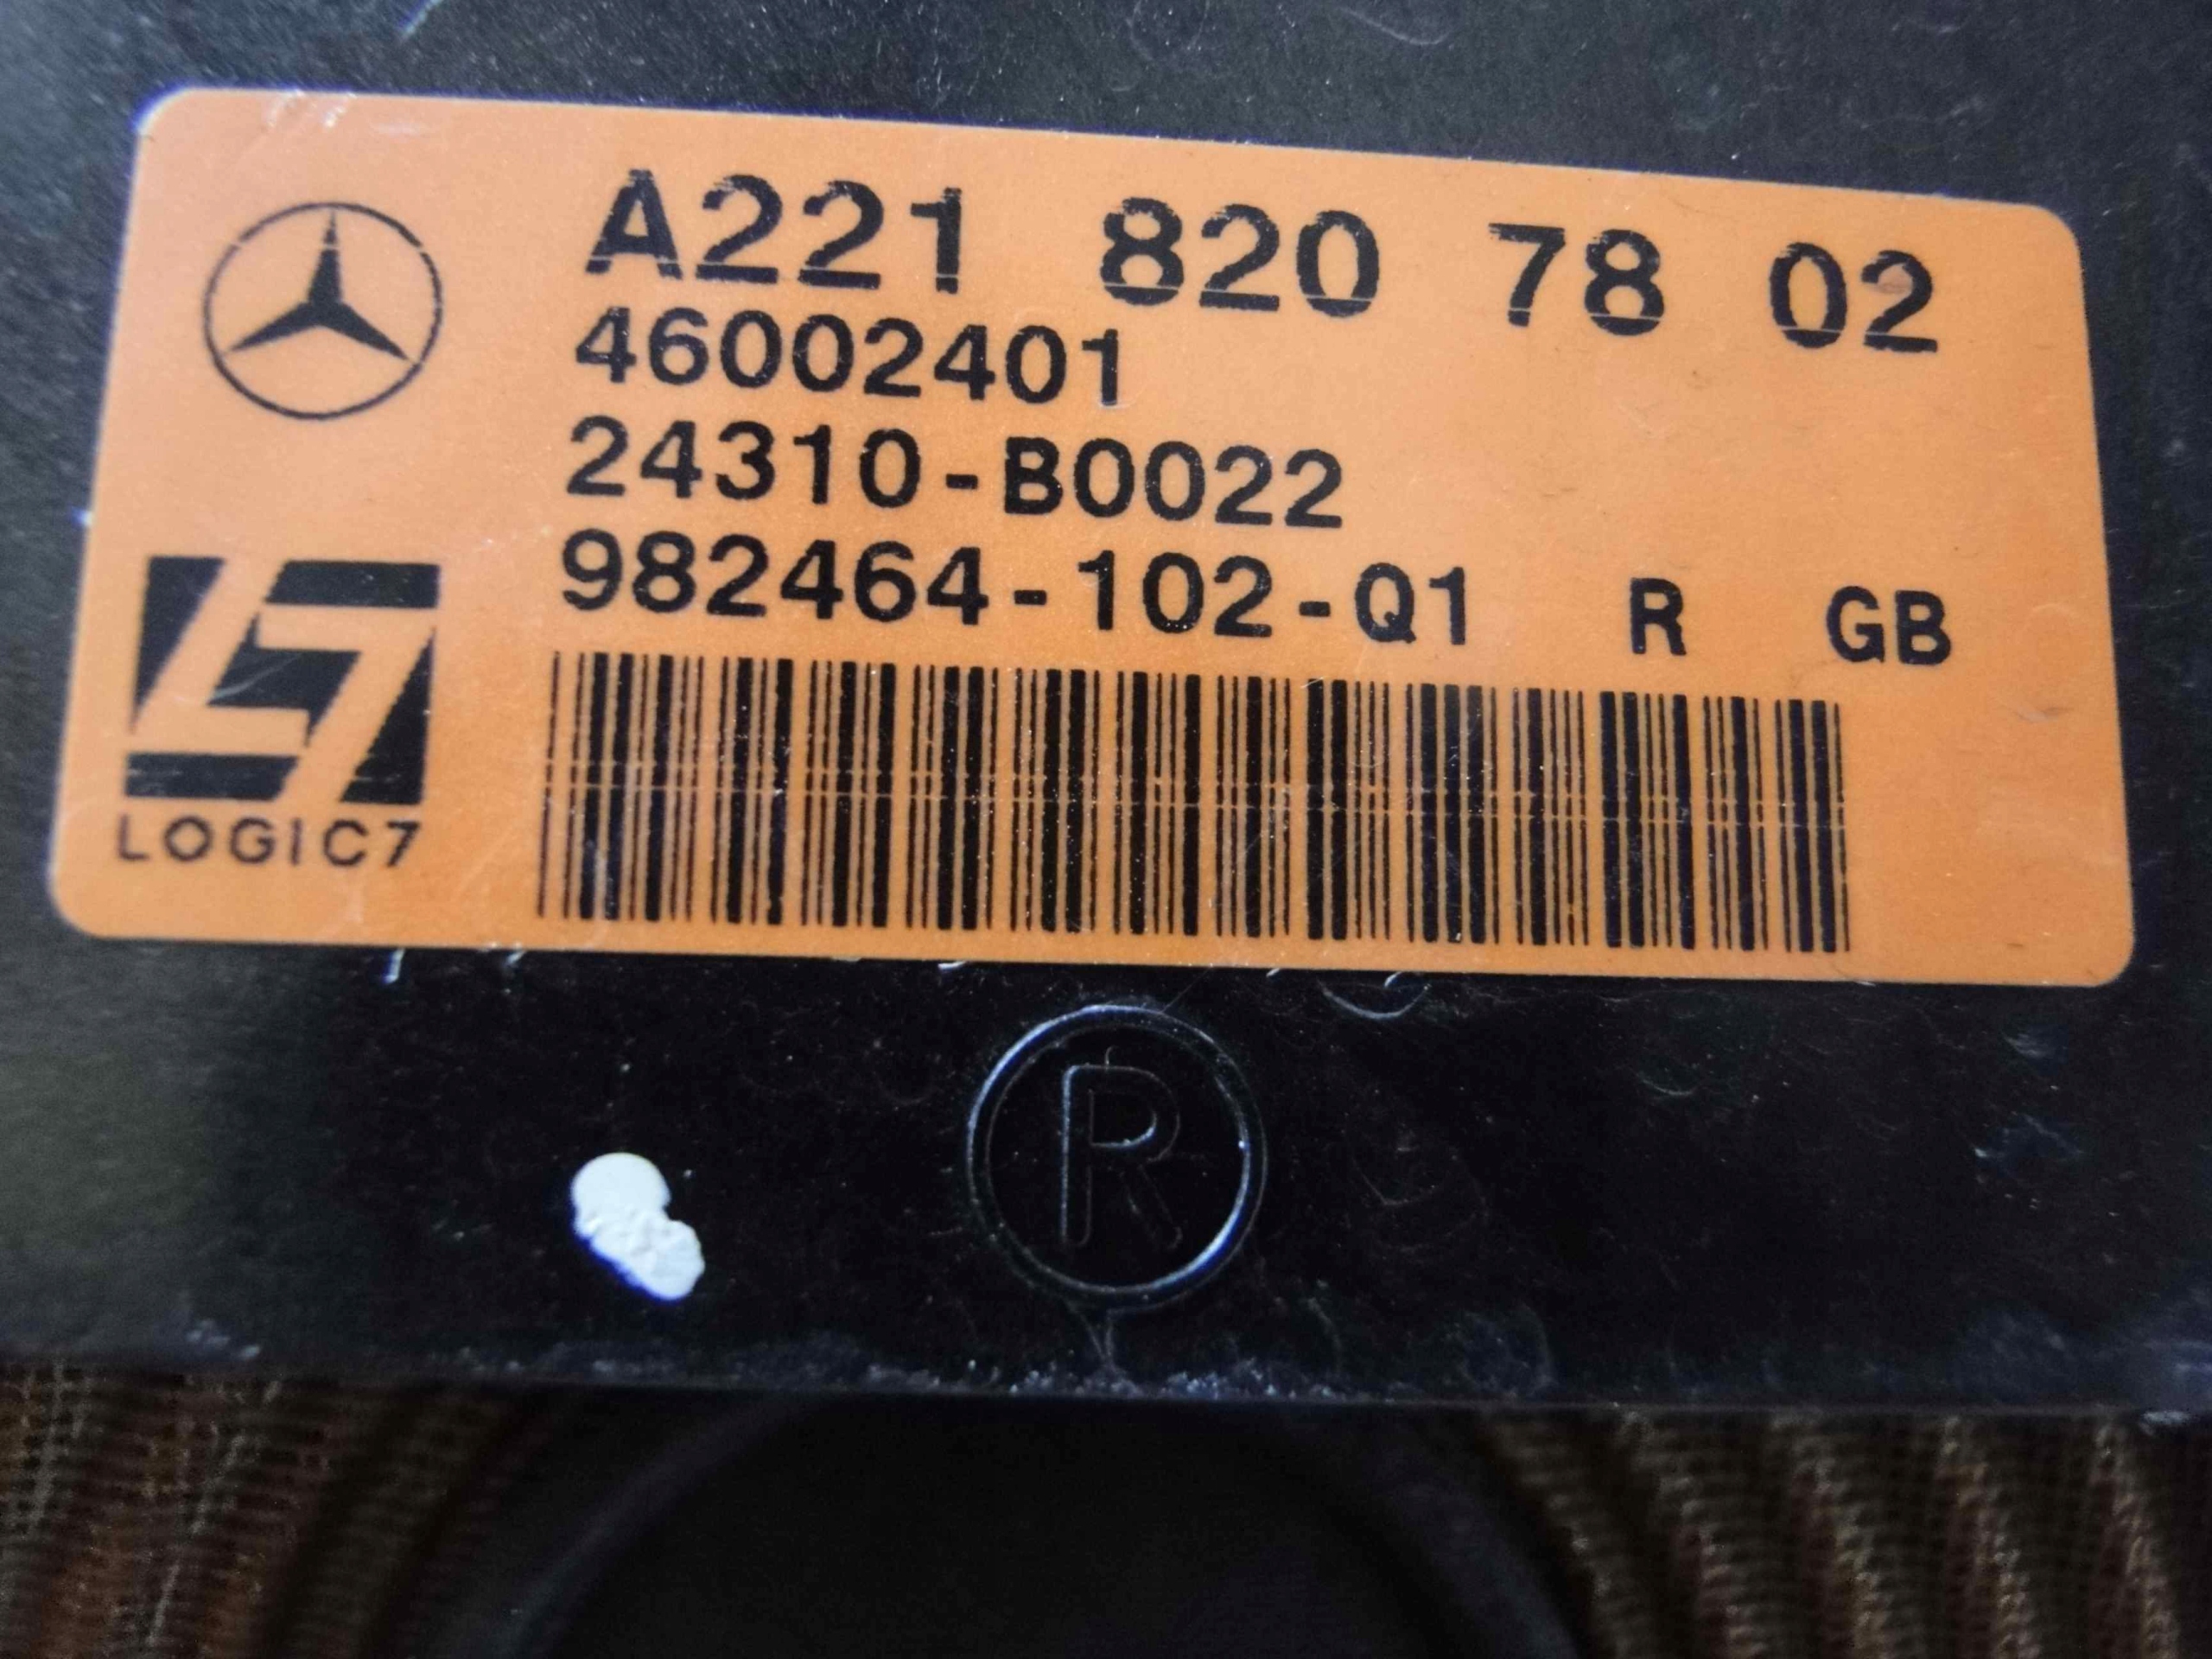 A221 820 78 02
46002401
24310-B0022
982464-102-Q1 R GB
LOGIC7
R